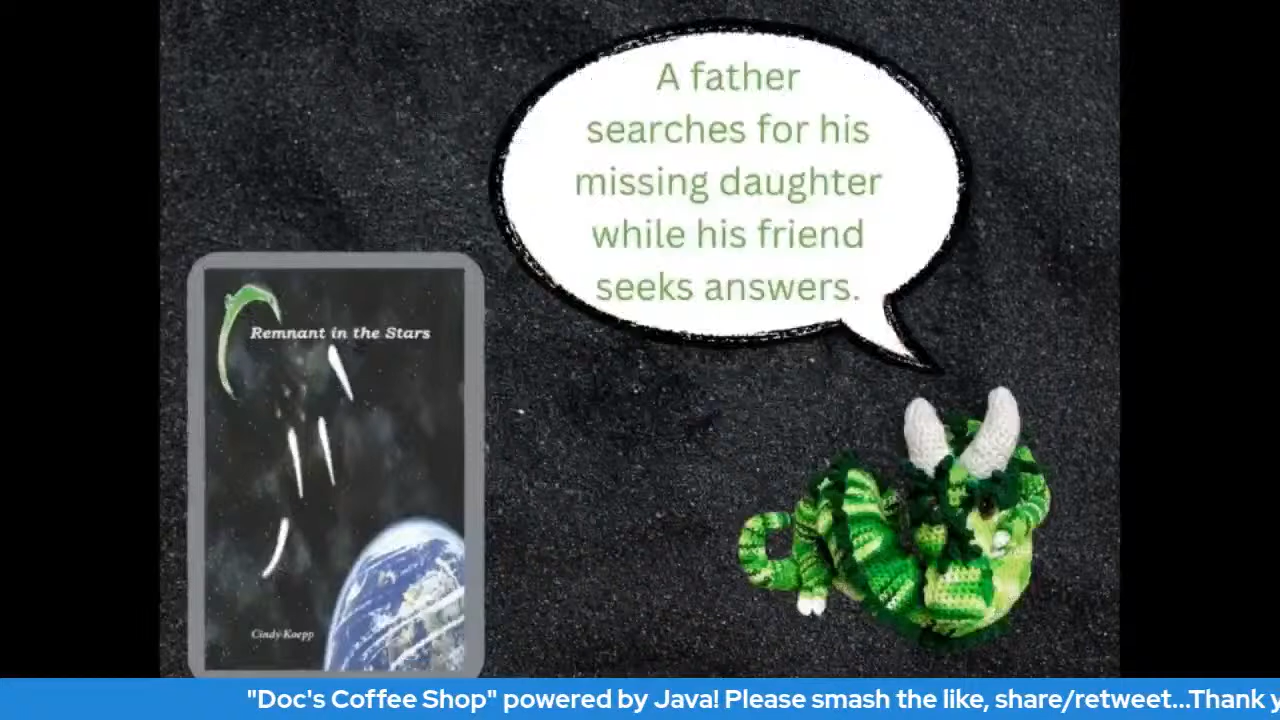 A father
searches for his
missing daughter
while his friend
seeks answers.
Remnant in the Stars
Cindy Koepp
"Doc's Coffee Shop" powered by Java! Please smash the like, share/retweet...Thank y